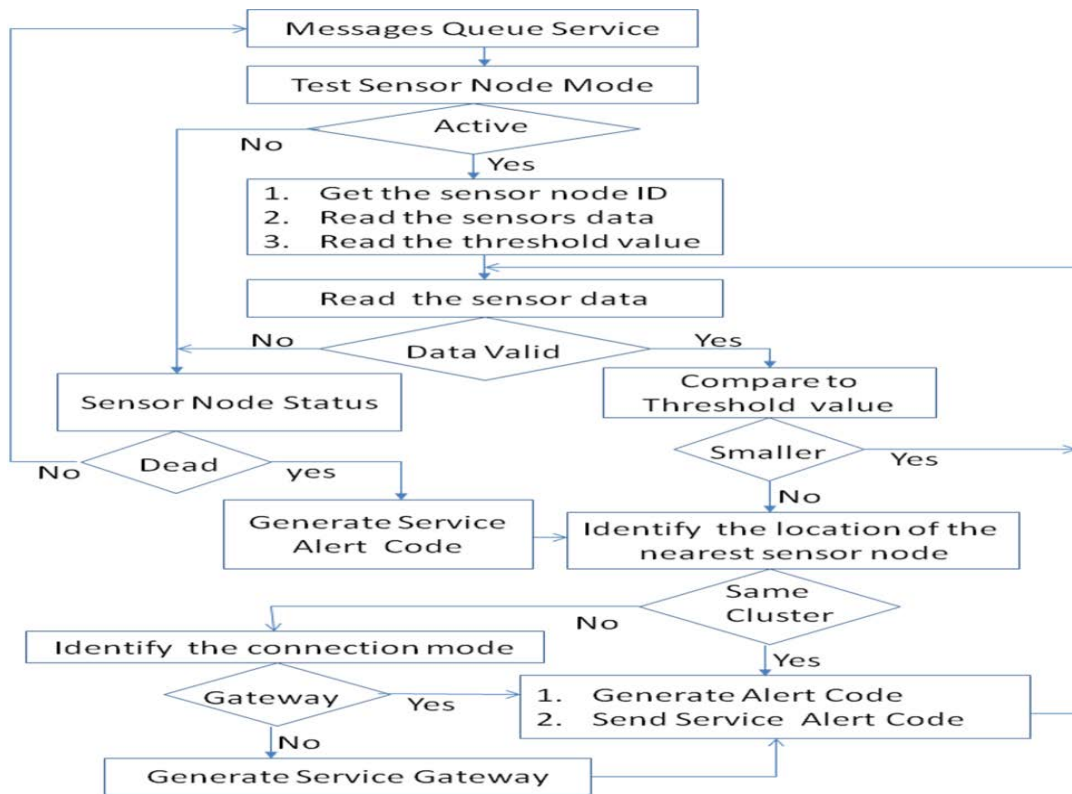 Messages Queue Service
Test Sensor Node Mode
Active
No
Yes
1. Get the sensor node ID
2. Read the sensors data
3. Read the threshold value
Read the sensor data
No
Data Valid
Yes
Sensor Node Status
Compare to
Threshold value
No
Dead
yes
Smaller
Yes
No
Generate Service
Alert Code
Identify the location of the
nearest sensor node
Same
Cluster
No
Yes
Identify the connection mode
Gateway
Yes
1. Generate Alert Code
2. Send Service Alert Code
No
Generate Service Gateway